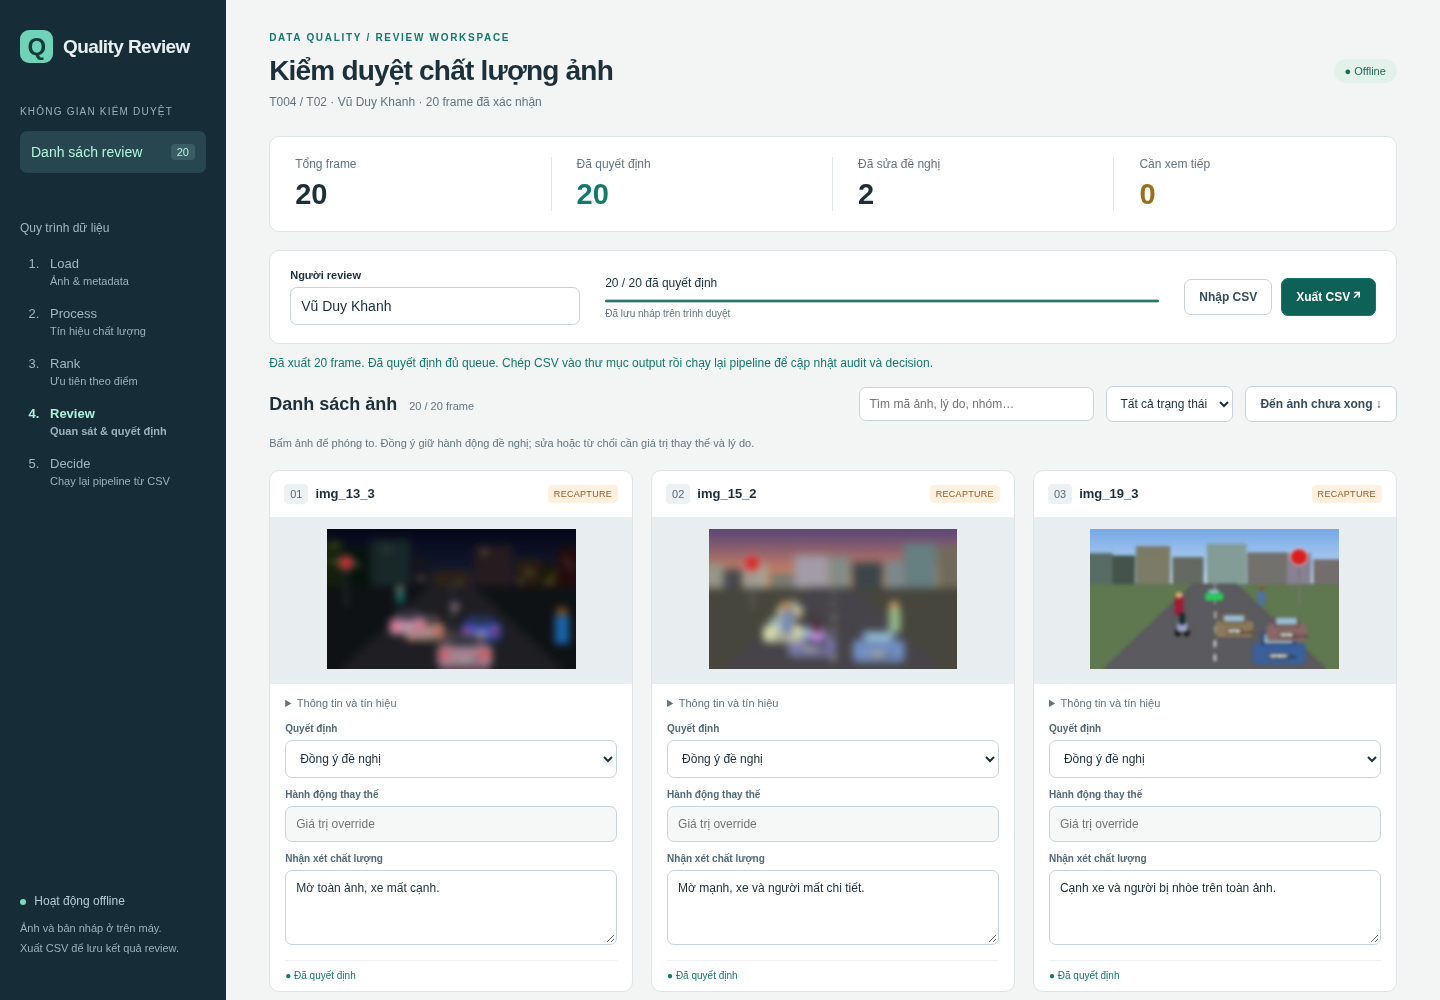 Q Quality Review
KHÔNG GIAN KIỂM DUYỆT
Danh sách review 20
Quy trình dữ liệu
1. Load
Ảnh & metadata
2. Process
Tín hiệu chất lượng
3. Rank
Ưu tiên theo điểm
4. Review
Quan sát & quyết định
5. Decide
Chạy lại pipeline từ CSV
● Hoạt động offline
Ảnh và bản nháp ở trên máy.
Xuất CSV để lưu kết quả review.
DATA QUALITY / REVIEW WORKSPACE
Kiểm duyệt chất lượng ảnh
T004 / T02 · Vũ Duy Khanh · 20 frame đã xác nhận
● Offline
Tổng frame
20
Đã quyết định
20
Đã sửa đề nghị
2
Cần xem tiếp
0
Người review
Vũ Duy Khanh
20 / 20 đã quyết định
Đã lưu nháp trên trình duyệt
Nhập CSV
Xuất CSV ↗
Đã xuất 20 frame. Đã quyết định đủ queue. Chép CSV vào thư mục output rồi chạy lại pipeline để cập nhật audit và decision.
Danh sách ảnh 20 / 20 frame
Tìm mã ảnh, lý do, nhóm…
Tất cả trạng thái
Đến ảnh chưa xong ↓
Bấm ảnh để phóng to. Đồng ý giữ hành động đề nghị; sửa hoặc từ chối cần giá trị thay thế và lý do.
01 img_13_3 RECAPTURE
▶ Thông tin và tín hiệu
Quyết định
Đồng ý đề nghị
Hành động thay thế
Giá trị override
Nhận xét chất lượng
Mờ toàn ảnh, xe mất cạnh.
● Đã quyết định
02 img_15_2 RECAPTURE
▶ Thông tin và tín hiệu
Quyết định
Đồng ý đề nghị
Hành động thay thế
Giá trị override
Nhận xét chất lượng
Mờ mạnh, xe và người mất chi tiết.
● Đã quyết định
03 img_19_3 RECAPTURE
▶ Thông tin và tín hiệu
Quyết định
Đồng ý đề nghị
Hành động thay thế
Giá trị override
Nhận xét chất lượng
Cạnh xe và người bị nhòe trên toàn ảnh.
● Đã quyết định